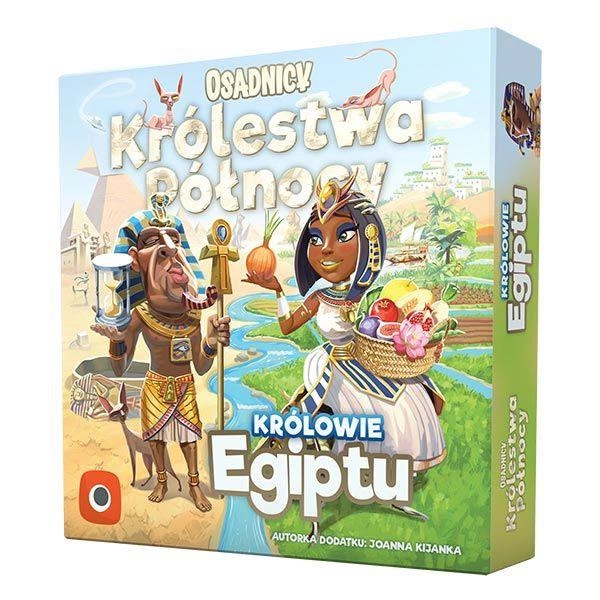 OSADNICY
Królestwa
Północy
KRÓLOWIE
Egiptu
AUTORKA DODATKU: JOANNA KIJANKA
KRÓLOWIE
Egiptu
OSADNICY
Królestwa
Północy